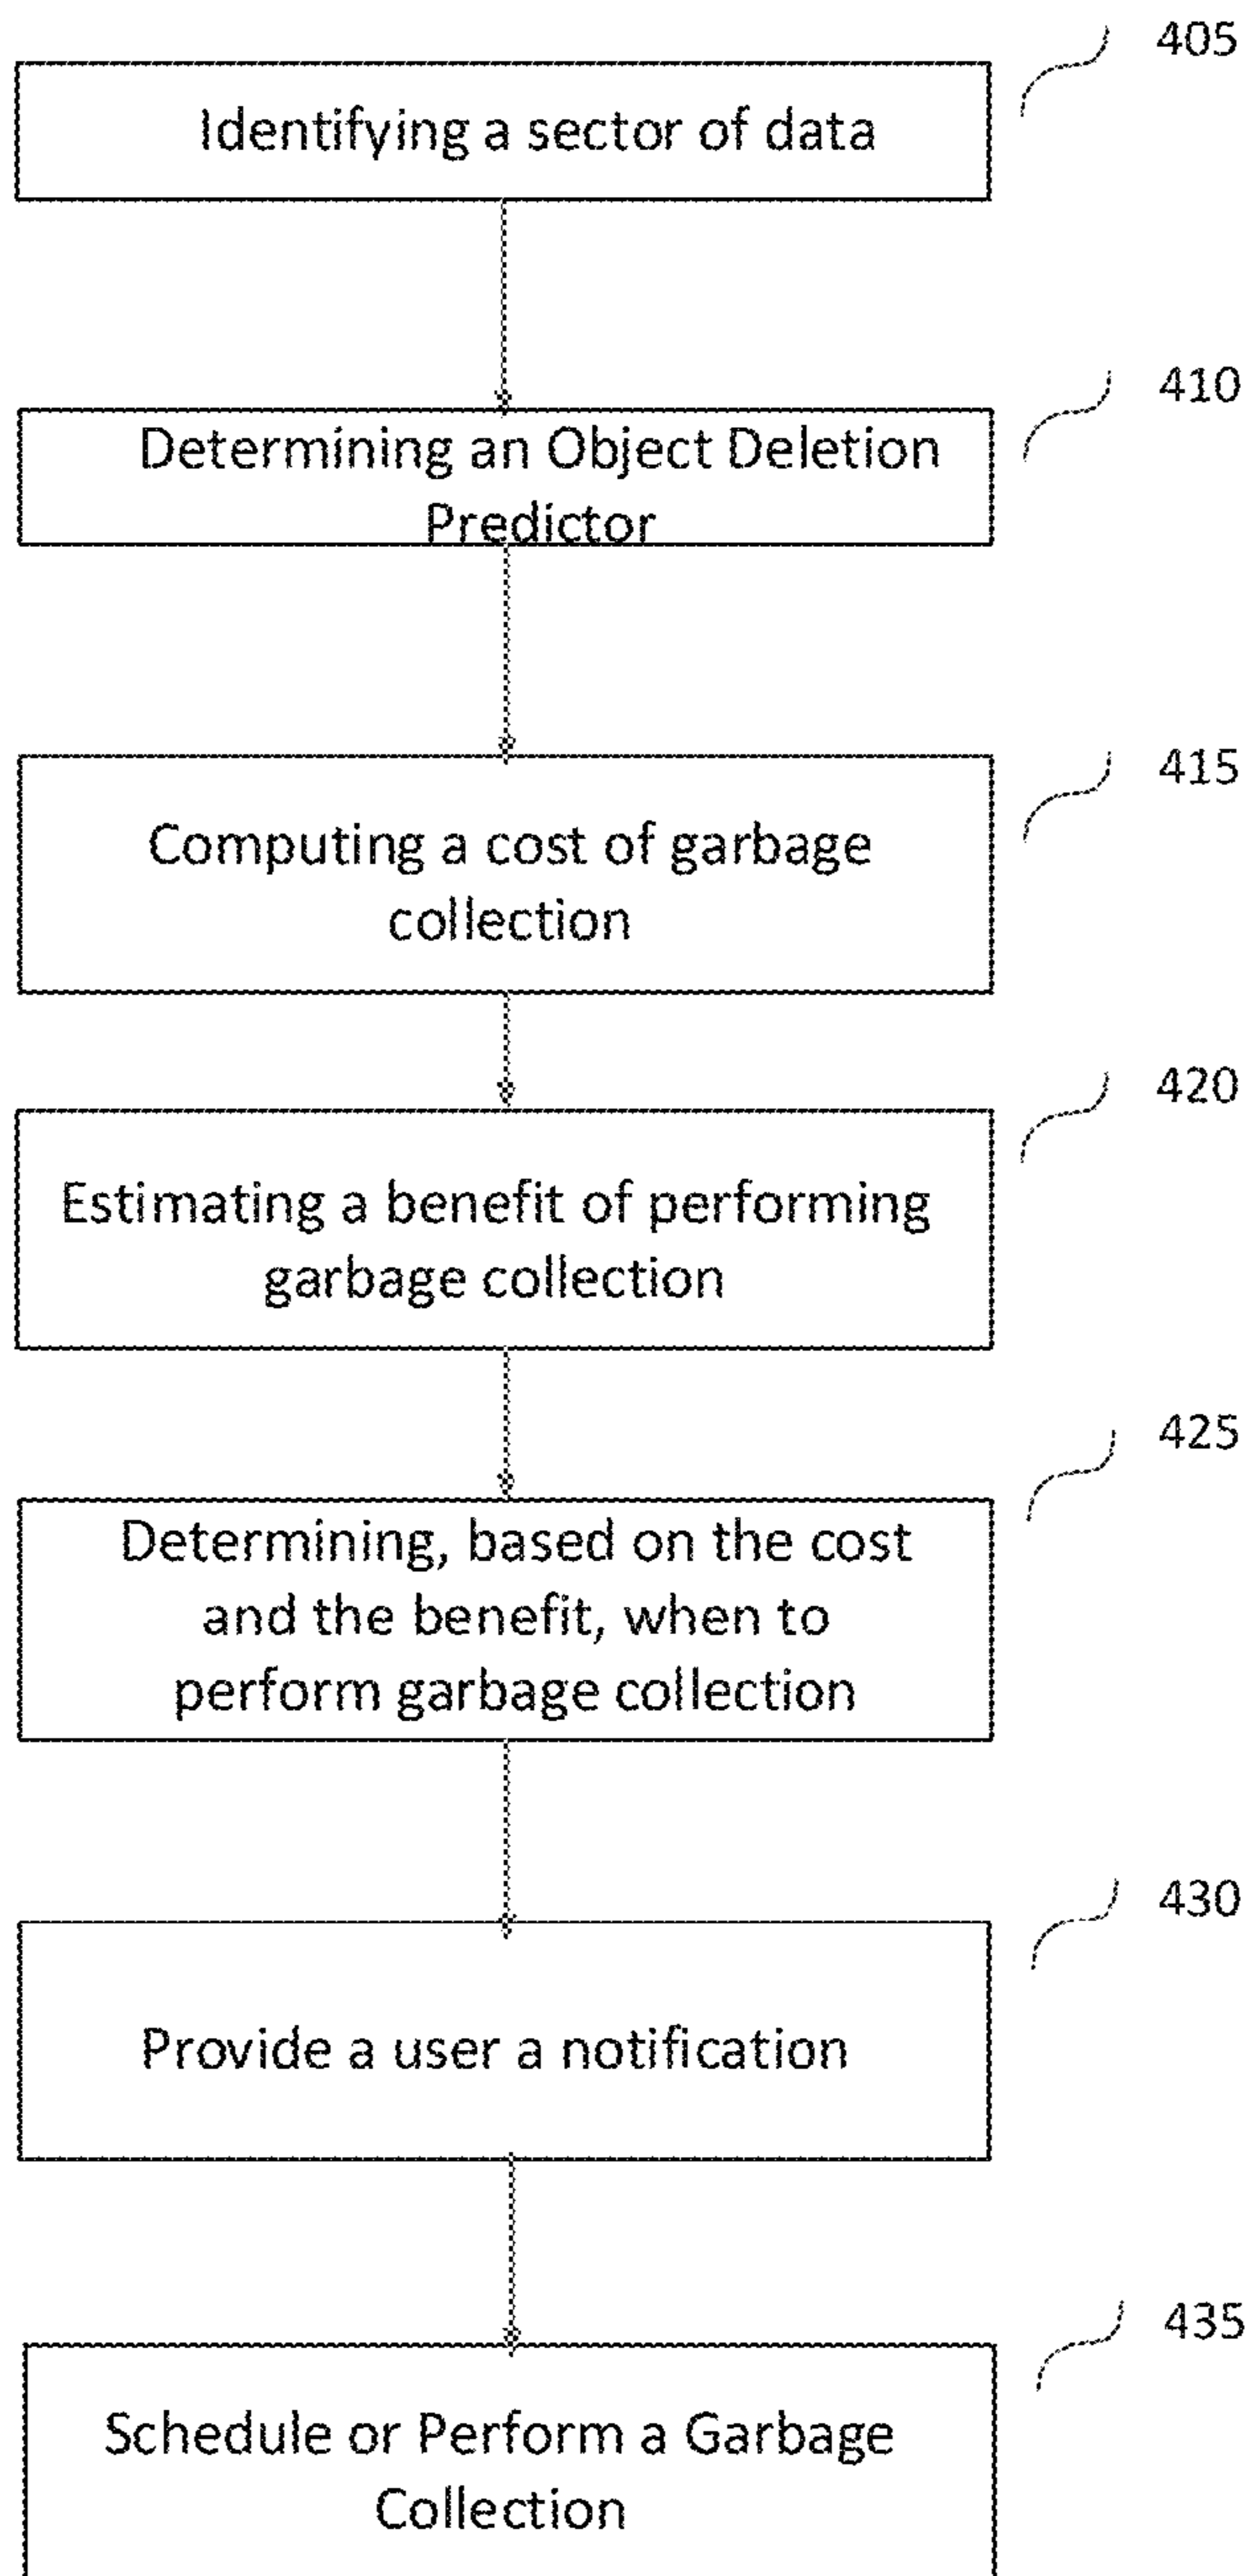 405
Identifying a sector of data
410
Determining an Object Deletion
Predictor
415
Computing a cost of garbage
collection
420
Estimating a benefit of performing
garbage collection
425
Determining, based on the cost
and the benefit, when to
perform garbage collection
430
Provide a user a notification
435
Schedule or Perform a Garbage
Collection